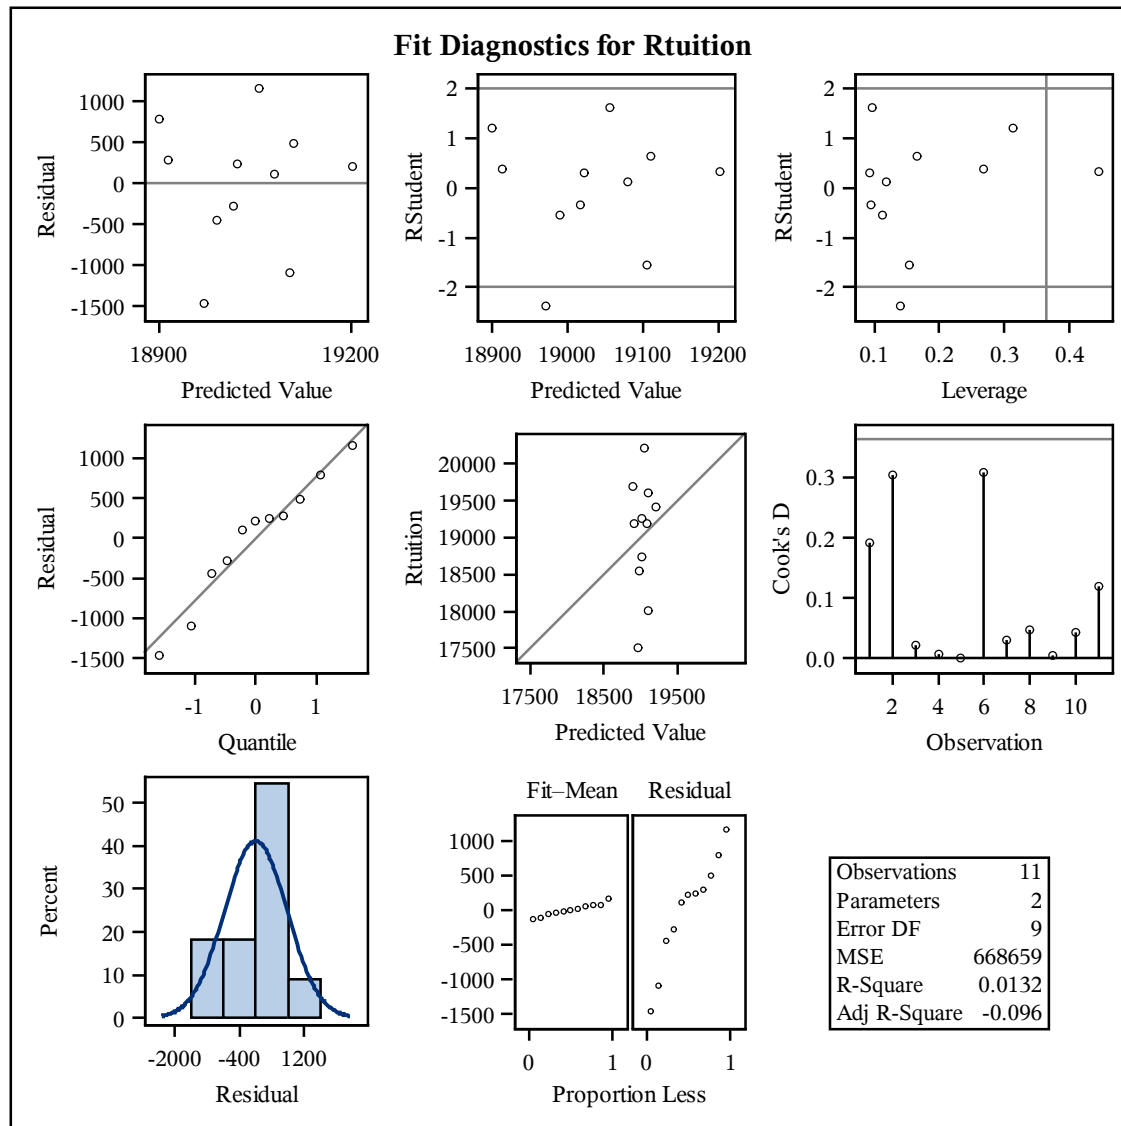 Fit Diagnostics for Rtuition
1000
500
0
-500
-1000
-1500
Residual
18900 19200
Predicted Value
2
1
0
-1
-2
RStudent
18900 19000 19100 19200
Predicted Value
2
1
0
-1
-2
RStudent
0.1 0.2 0.3 0.4
Leverage
1000
500
0
-500
-1000
-1500
Residual
-1 0 1
Quantile
20000
19500
19000
18500
18000
17500
Rtuition
17500 18500 19500
Predicted Value
0.3
0.2
0.1
0.0
Cook's D
2 4 6 8 10
Observation
50
40
30
20
10
0
Percent
-2000 -400 1200
Residual
Fit–Mean Residual
1000
500
0
-500
-1000
-1500
0 1 0 1
Proportion Less
Observations 11
Parameters 2
Error DF 9
MSE 668659
R-Square 0.0132
Adj R-Square -0.096